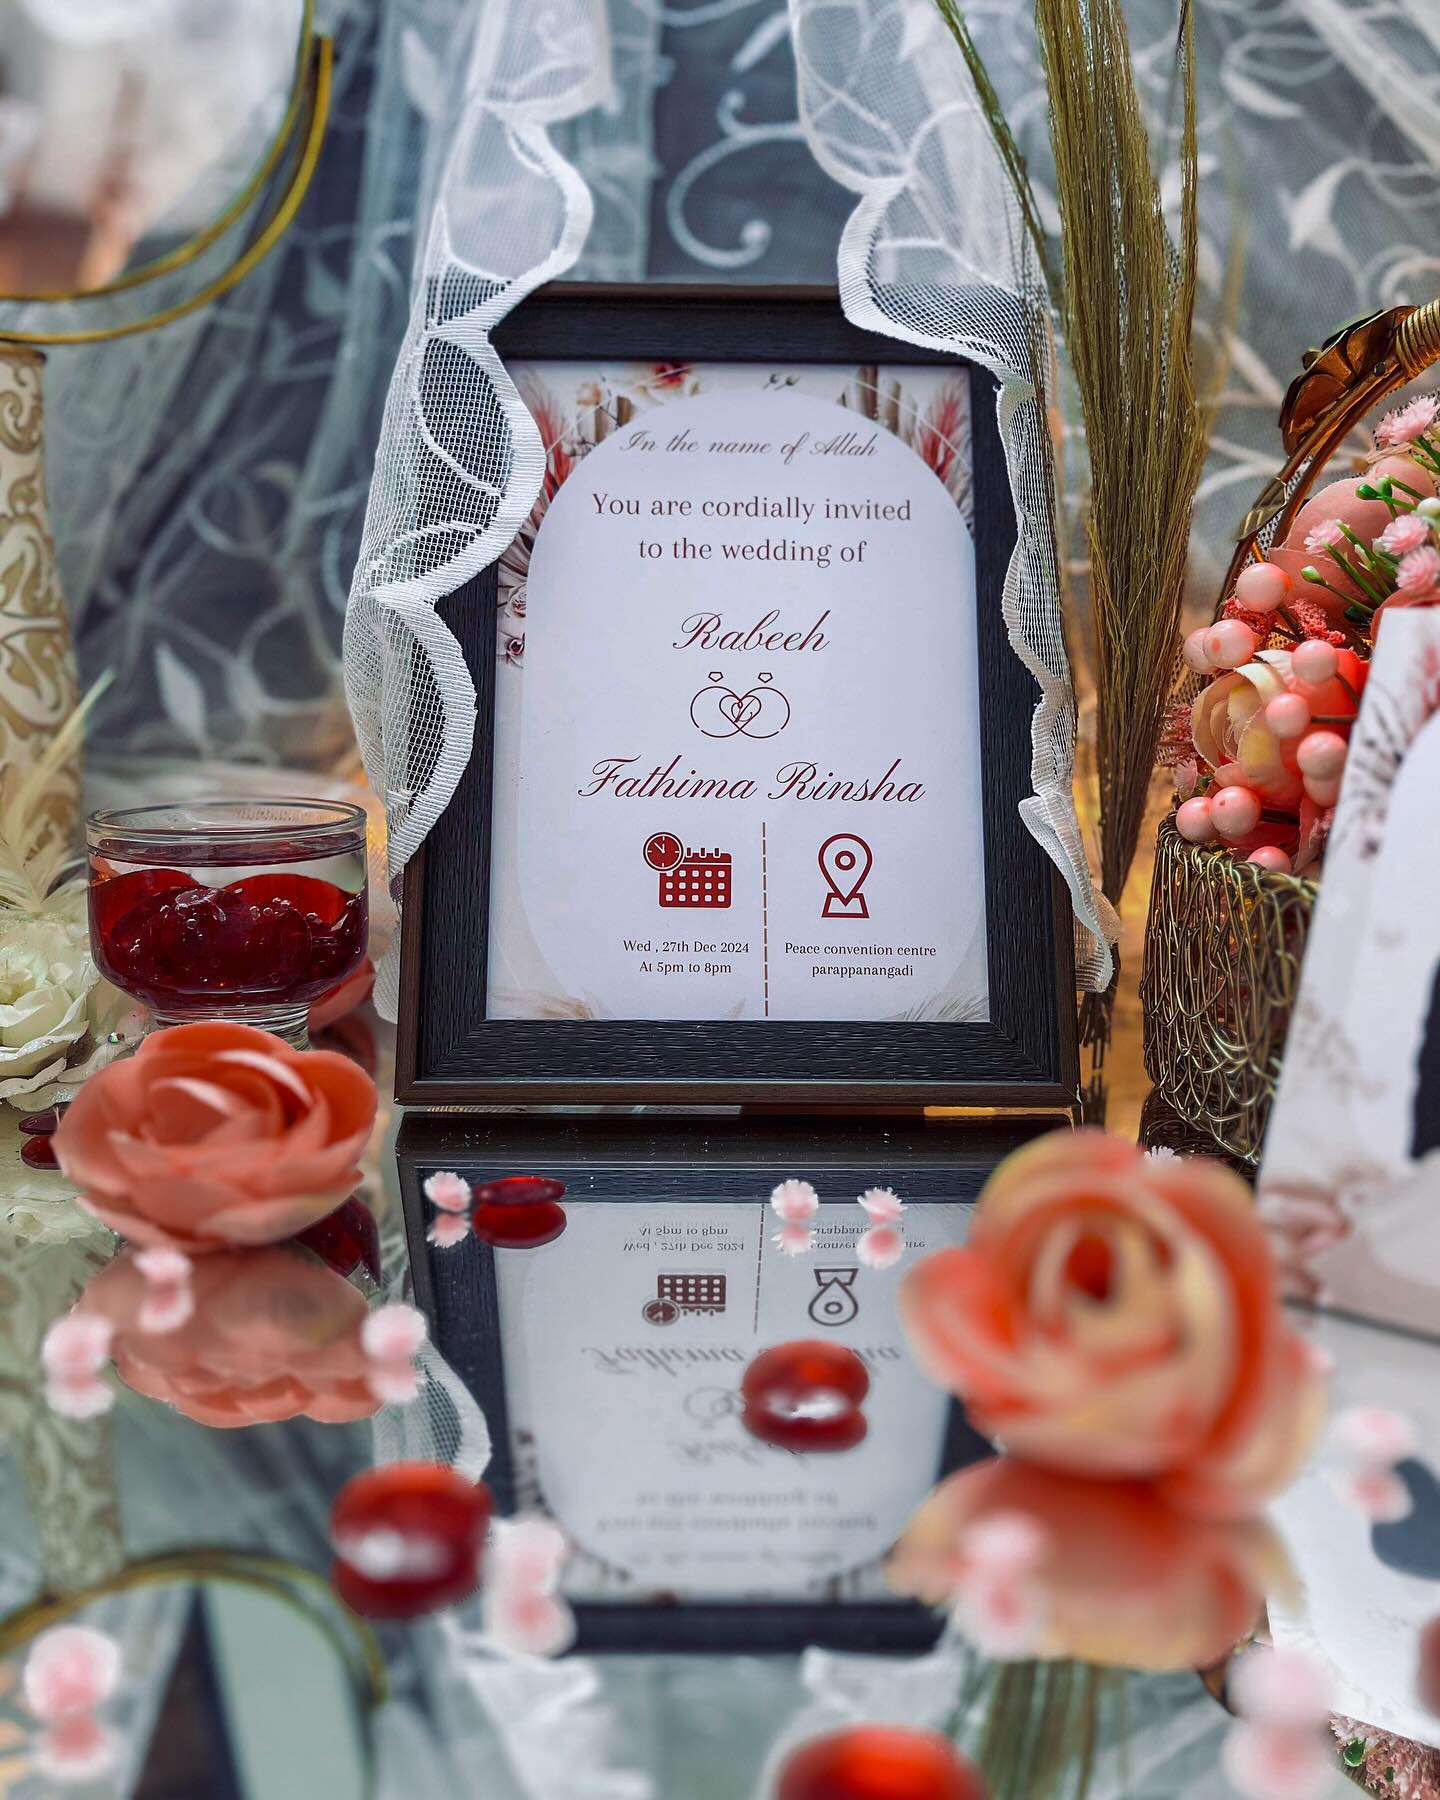 In the name of Allah
You are cordially invited
to the wedding of
Rabeeh
Fathima Rinsha
Wed , 27th Dec 2024
At 5pm to 8pm
Peace convention centre
parappanangadi